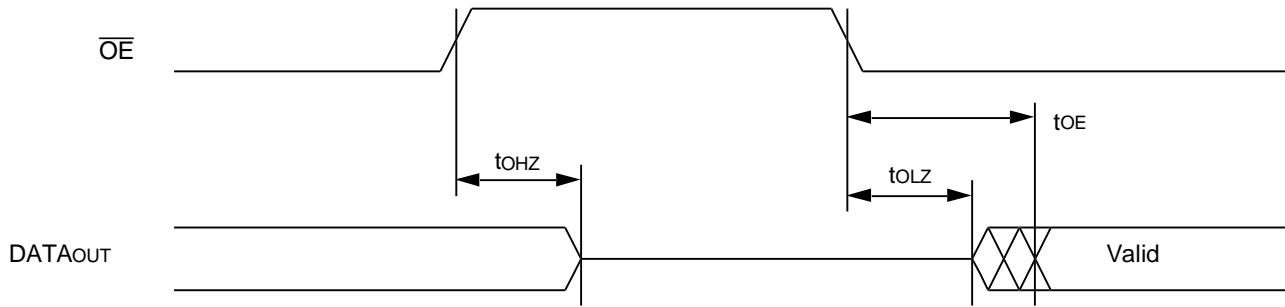 OE
tOE
tOHZ
tOLZ
DATAOUT
Valid